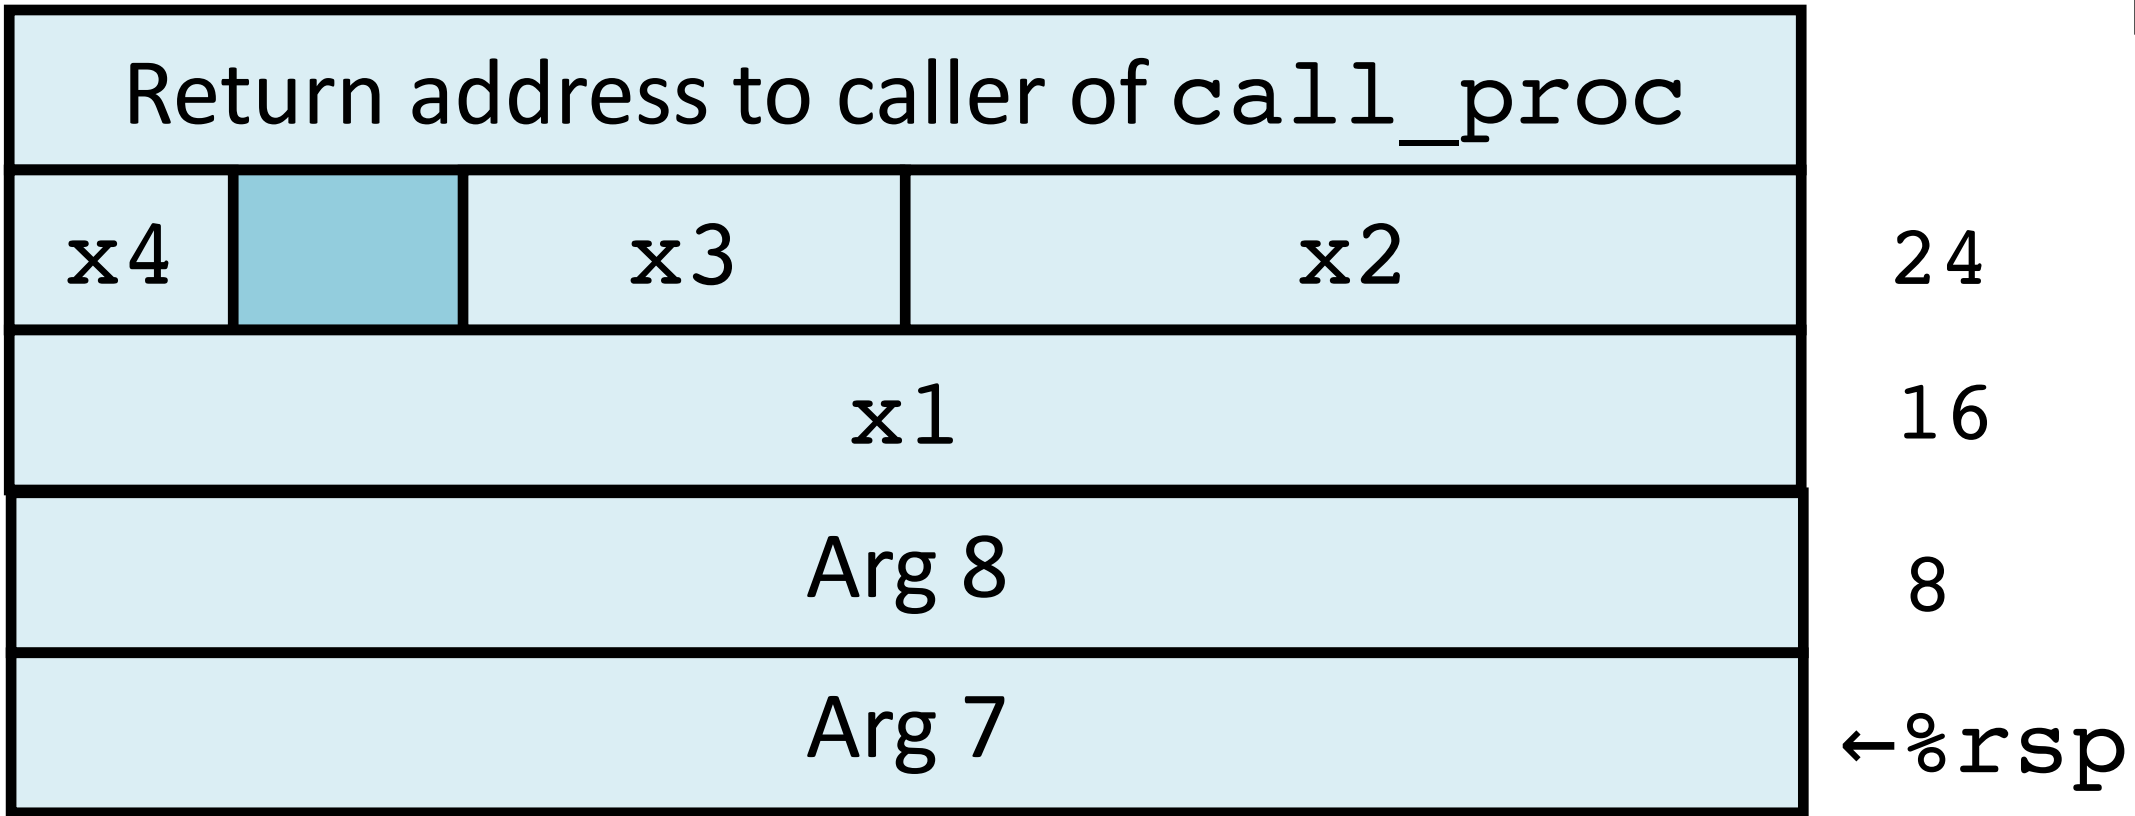 Return address to caller of call_proc
x4 x3 x2 24
x1 16
Arg 8 8
Arg 7 ←%rsp